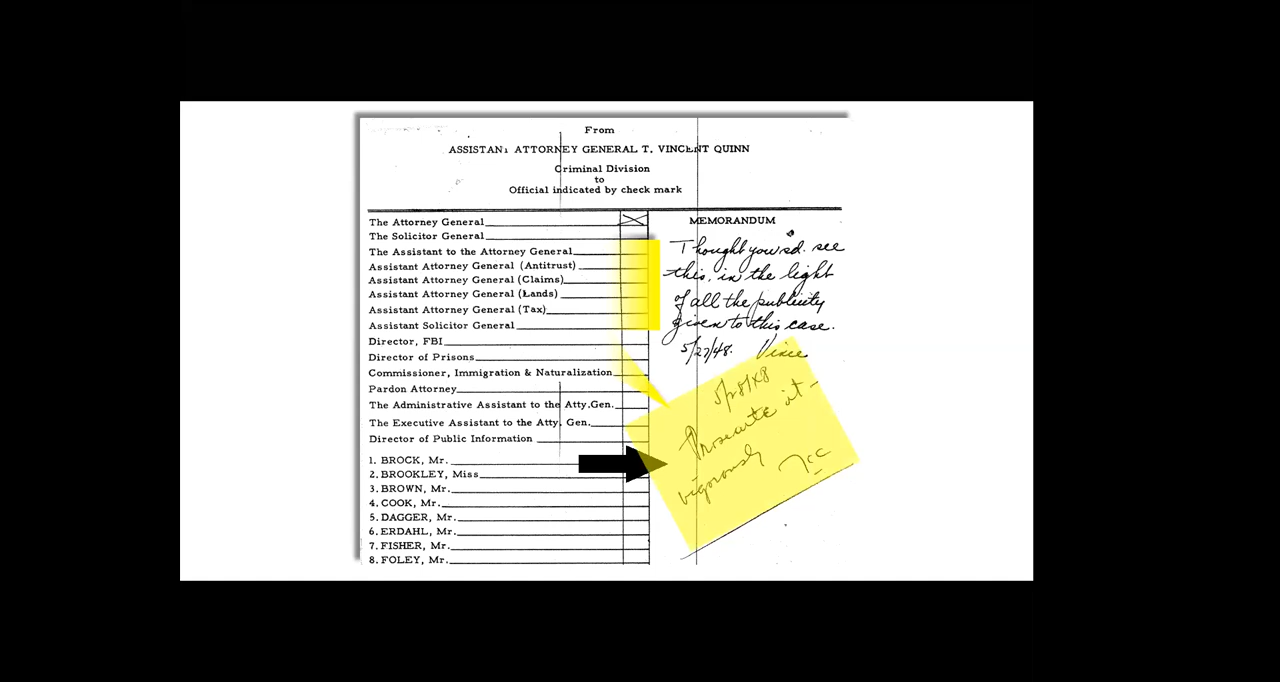 From
ASSISTANT ATTORNEY GENERAL T. VINCENT QUINN
Criminal Division
to
Official indicated by check mark
The Attorney General
The Solicitor General
The Assistant to the Attorney General
Assistant Attorney General (Antitrust)
Assistant Attorney General (Claims)
Assistant Attorney General (Lands)
Assistant Attorney General (Tax)
Assistant Solicitor General
Director, FBI
Director of Prisons
Commissioner, Immigration & Naturalization
Pardon Attorney
The Administrative Assistant to the Atty.Gen.
The Executive Assistant to the Atty. Gen.
Director of Public Information
1. BROCK, Mr.
2. BROOKLEY, Miss
3. BROWN, Mr.
4. COOK, Mr.
5. DAGGER, Mr.
6. ERDAHL, Mr.
7. FISHER, Mr.
8. FOLEY, Mr.
MEMORANDUM
Thought you'sd. see
this, in the light
of all the publicity
given to this case.
5/27/48. Vince
5/28/48
Prosecute it -
vigorously
TCC